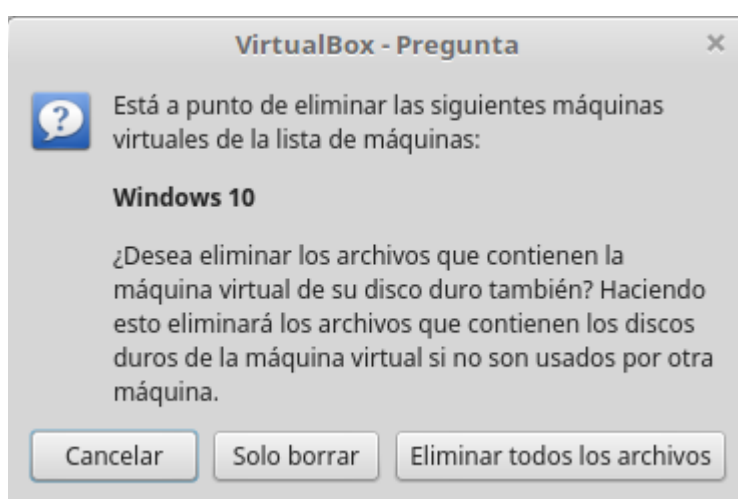 VirtualBox - Pregunta
Está a punto de eliminar las siguientes máquinas
virtuales de la lista de máquinas:
Windows 10
¿Desea eliminar los archivos que contienen la
máquina virtual de su disco duro también? Haciendo
esto eliminará los archivos que contienen los discos
duros de la máquina virtual si no son usados por otra
máquina.
Cancelar
Solo borrar
Eliminar todos los archivos